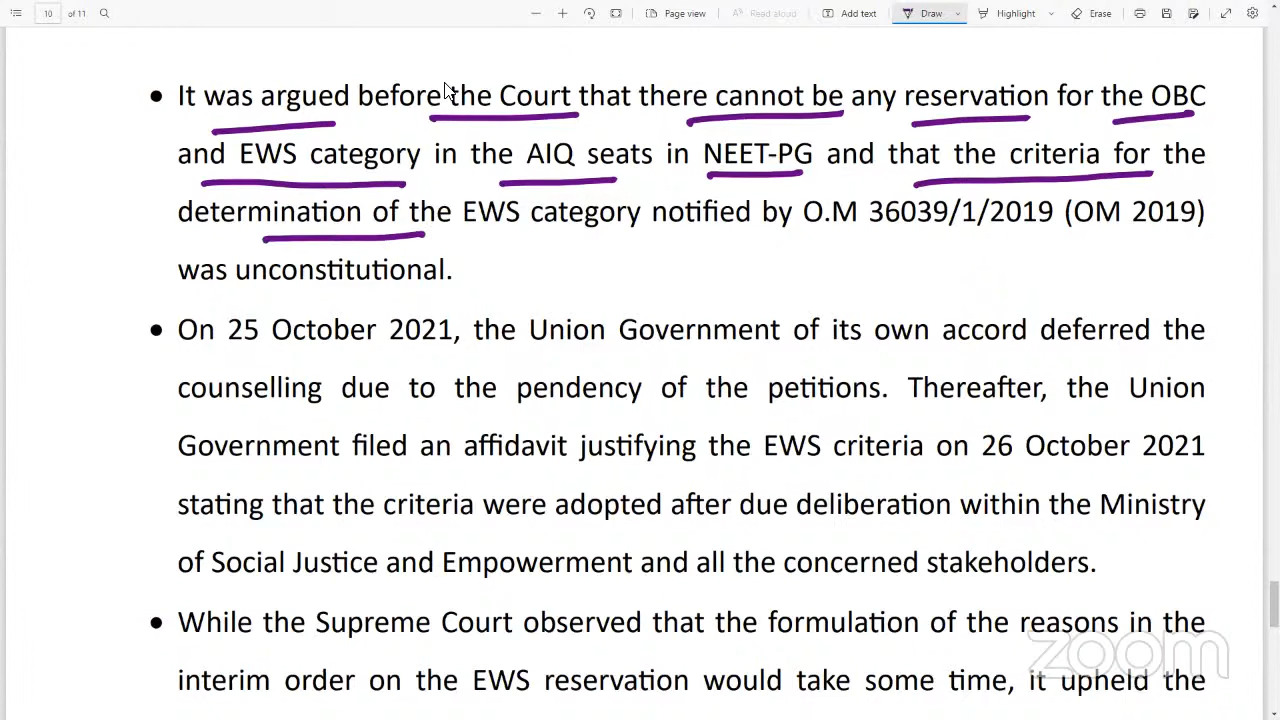 10 of 11 Page view Read aloud Add text Draw Highlight Erase
• It was argued before the Court that there cannot be any reservation for the OBC
and EWS category in the AIQ seats in NEET-PG and that the criteria for the
determination of the EWS category notified by O.M 36039/1/2019 (OM 2019)
was unconstitutional.
• On 25 October 2021, the Union Government of its own accord deferred the
counselling due to the pendency of the petitions. Thereafter, the Union
Government filed an affidavit justifying the EWS criteria on 26 October 2021
stating that the criteria were adopted after due deliberation within the Ministry
of Social Justice and Empowerment and all the concerned stakeholders.
• While the Supreme Court observed that the formulation of the reasons in the
interim order on the EWS reservation would take some time, it upheld the
zoom